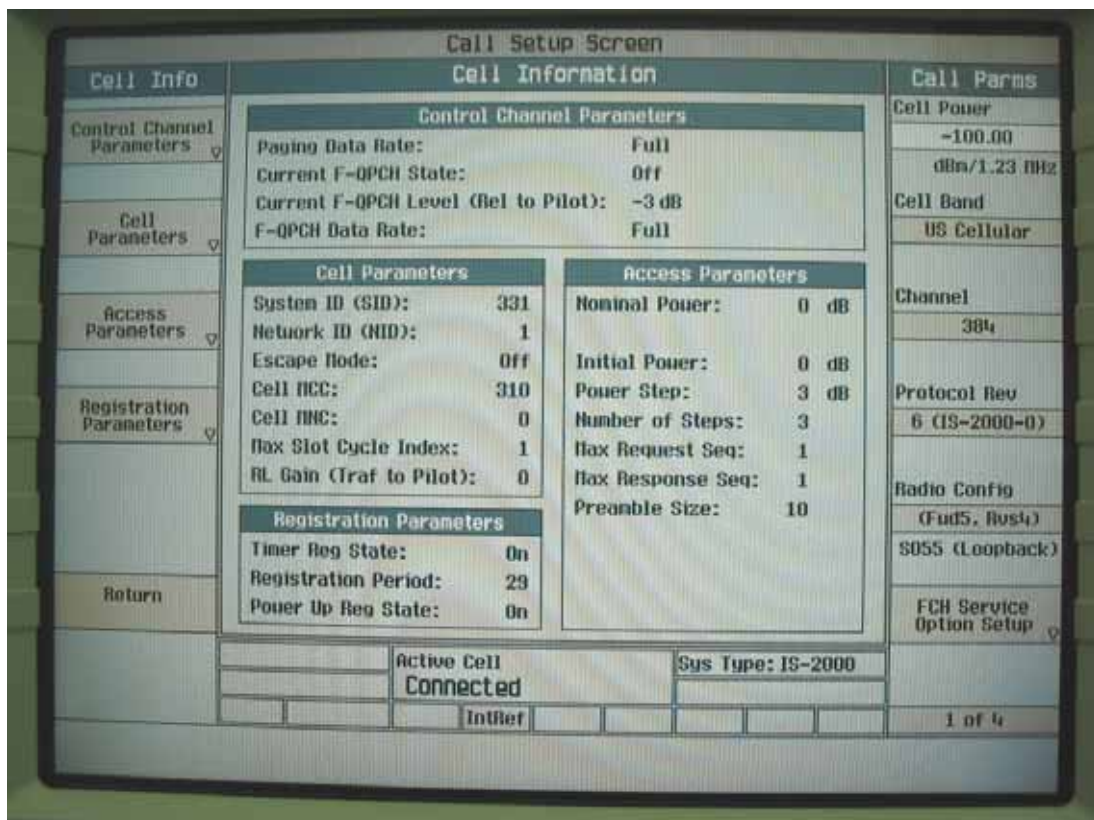 Call Setup Screen
Cell Info
Control Channel
Parameters
Cell
Parameters
Access
Parameters
Registration
Parameters
Return
Cell Information
Control Channel Parameters
Paging Data Rate: Full
Current F-QPCH State: Off
Current F-QPCH Level (Rel to Pilot): -3 dB
F-QPCH Data Rate: Full
Cell Parameters
System ID (SID): 331
Network ID (NID): 1
Escape Mode: Off
Cell MCC: 310
Cell MNC: 0
Max Slot Cycle Index: 1
RL Gain (Traf to Pilot): 0
Registration Parameters
Timer Reg State: On
Registration Period: 29
Power Up Reg State: On
Access Parameters
Nominal Power: 0 dB
Initial Power: 0 dB
Power Step: 3 dB
Number of Steps: 3
Max Request Seq: 1
Max Response Seq: 1
Preamble Size: 10
Active Cell
Connected
Sys Type: IS-2000
IntRef
Call Parms
Cell Power
-100.00
dBm/1.23 MHz
Cell Band
US Cellular
Channel
384
Protocol Rev
6 (IS-2000-0)
Radio Config
(Fwd5, Rvs4)
SO55 (Loopback)
FCH Service
Option Setup
1 of 4